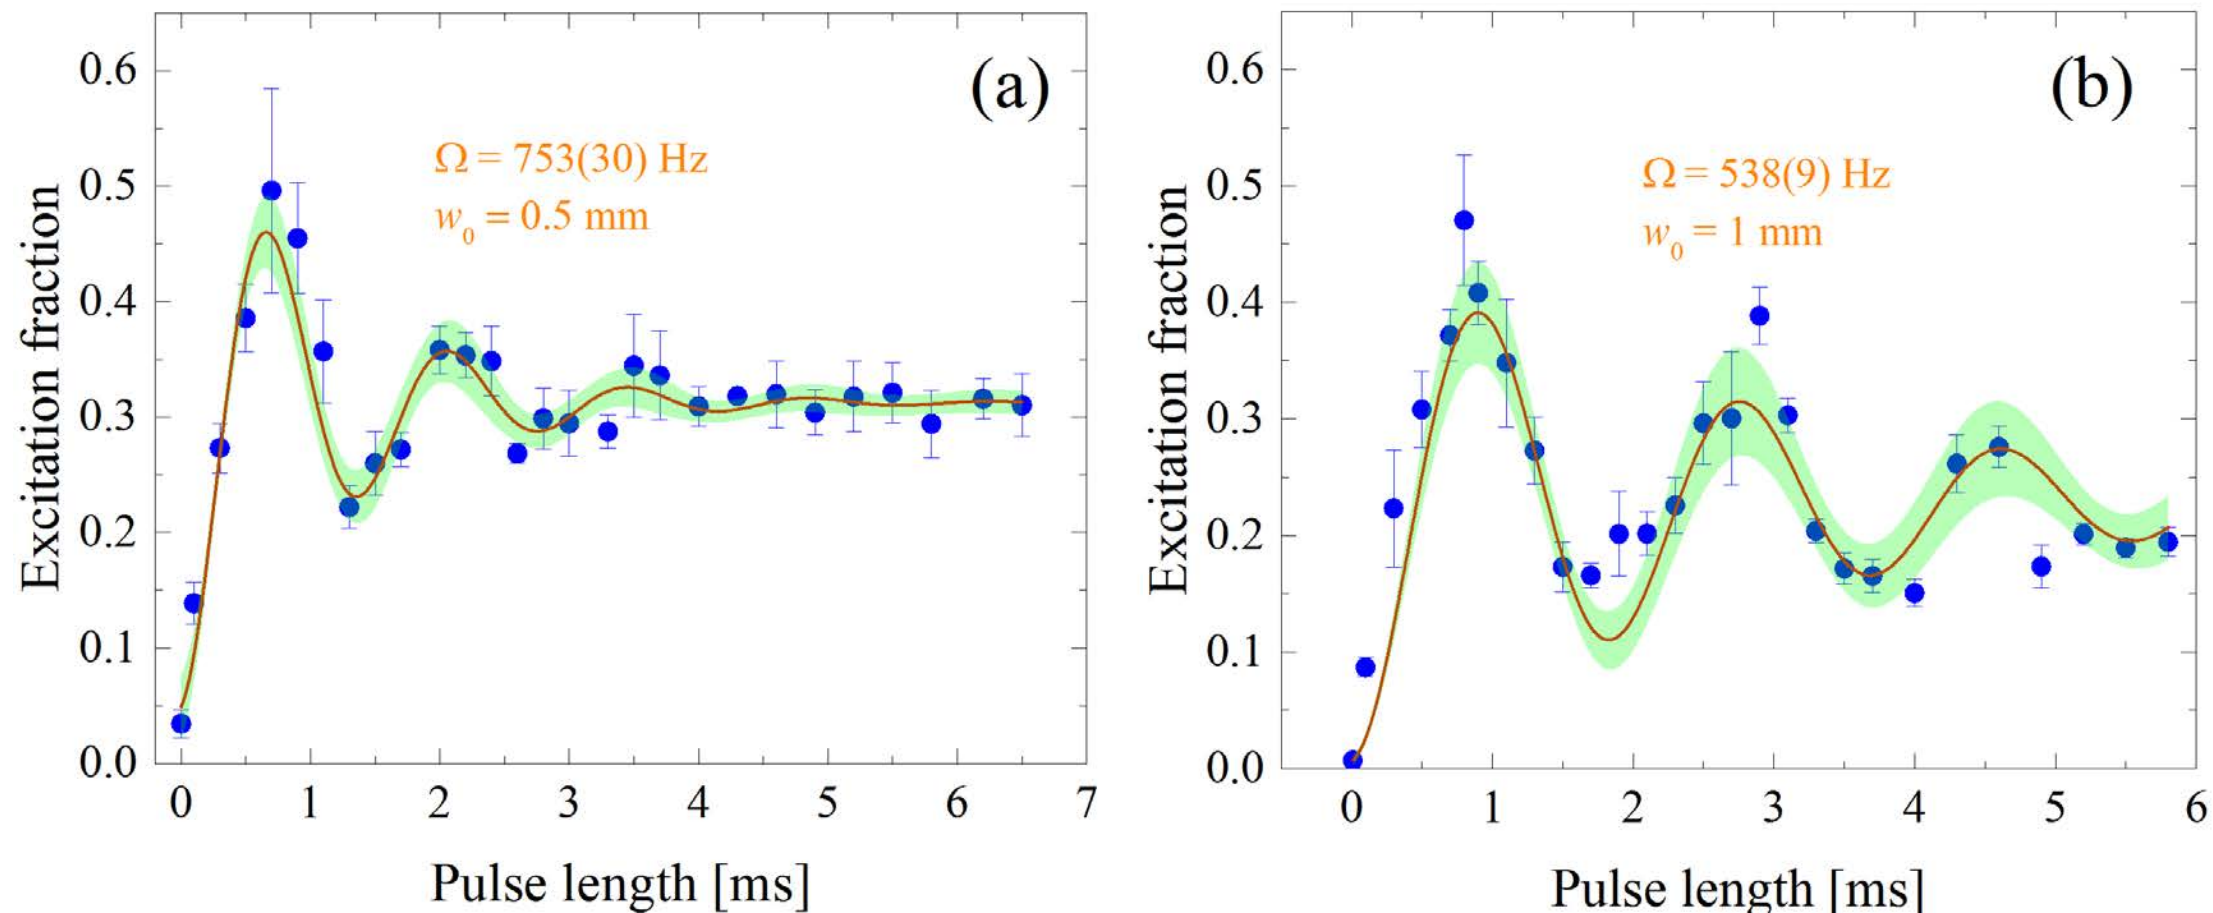 (a)
Ω = 753(30) Hz
w₀ = 0.5 mm
Excitation fraction
0.6
0.5
0.4
0.3
0.2
0.1
0.0
0 1 2 3 4 5 6 7
Pulse length [ms]
(b)
Ω = 538(9) Hz
w₀ = 1 mm
Excitation fraction
0.6
0.5
0.4
0.3
0.2
0.1
0.0
0 1 2 3 4 5 6
Pulse length [ms]